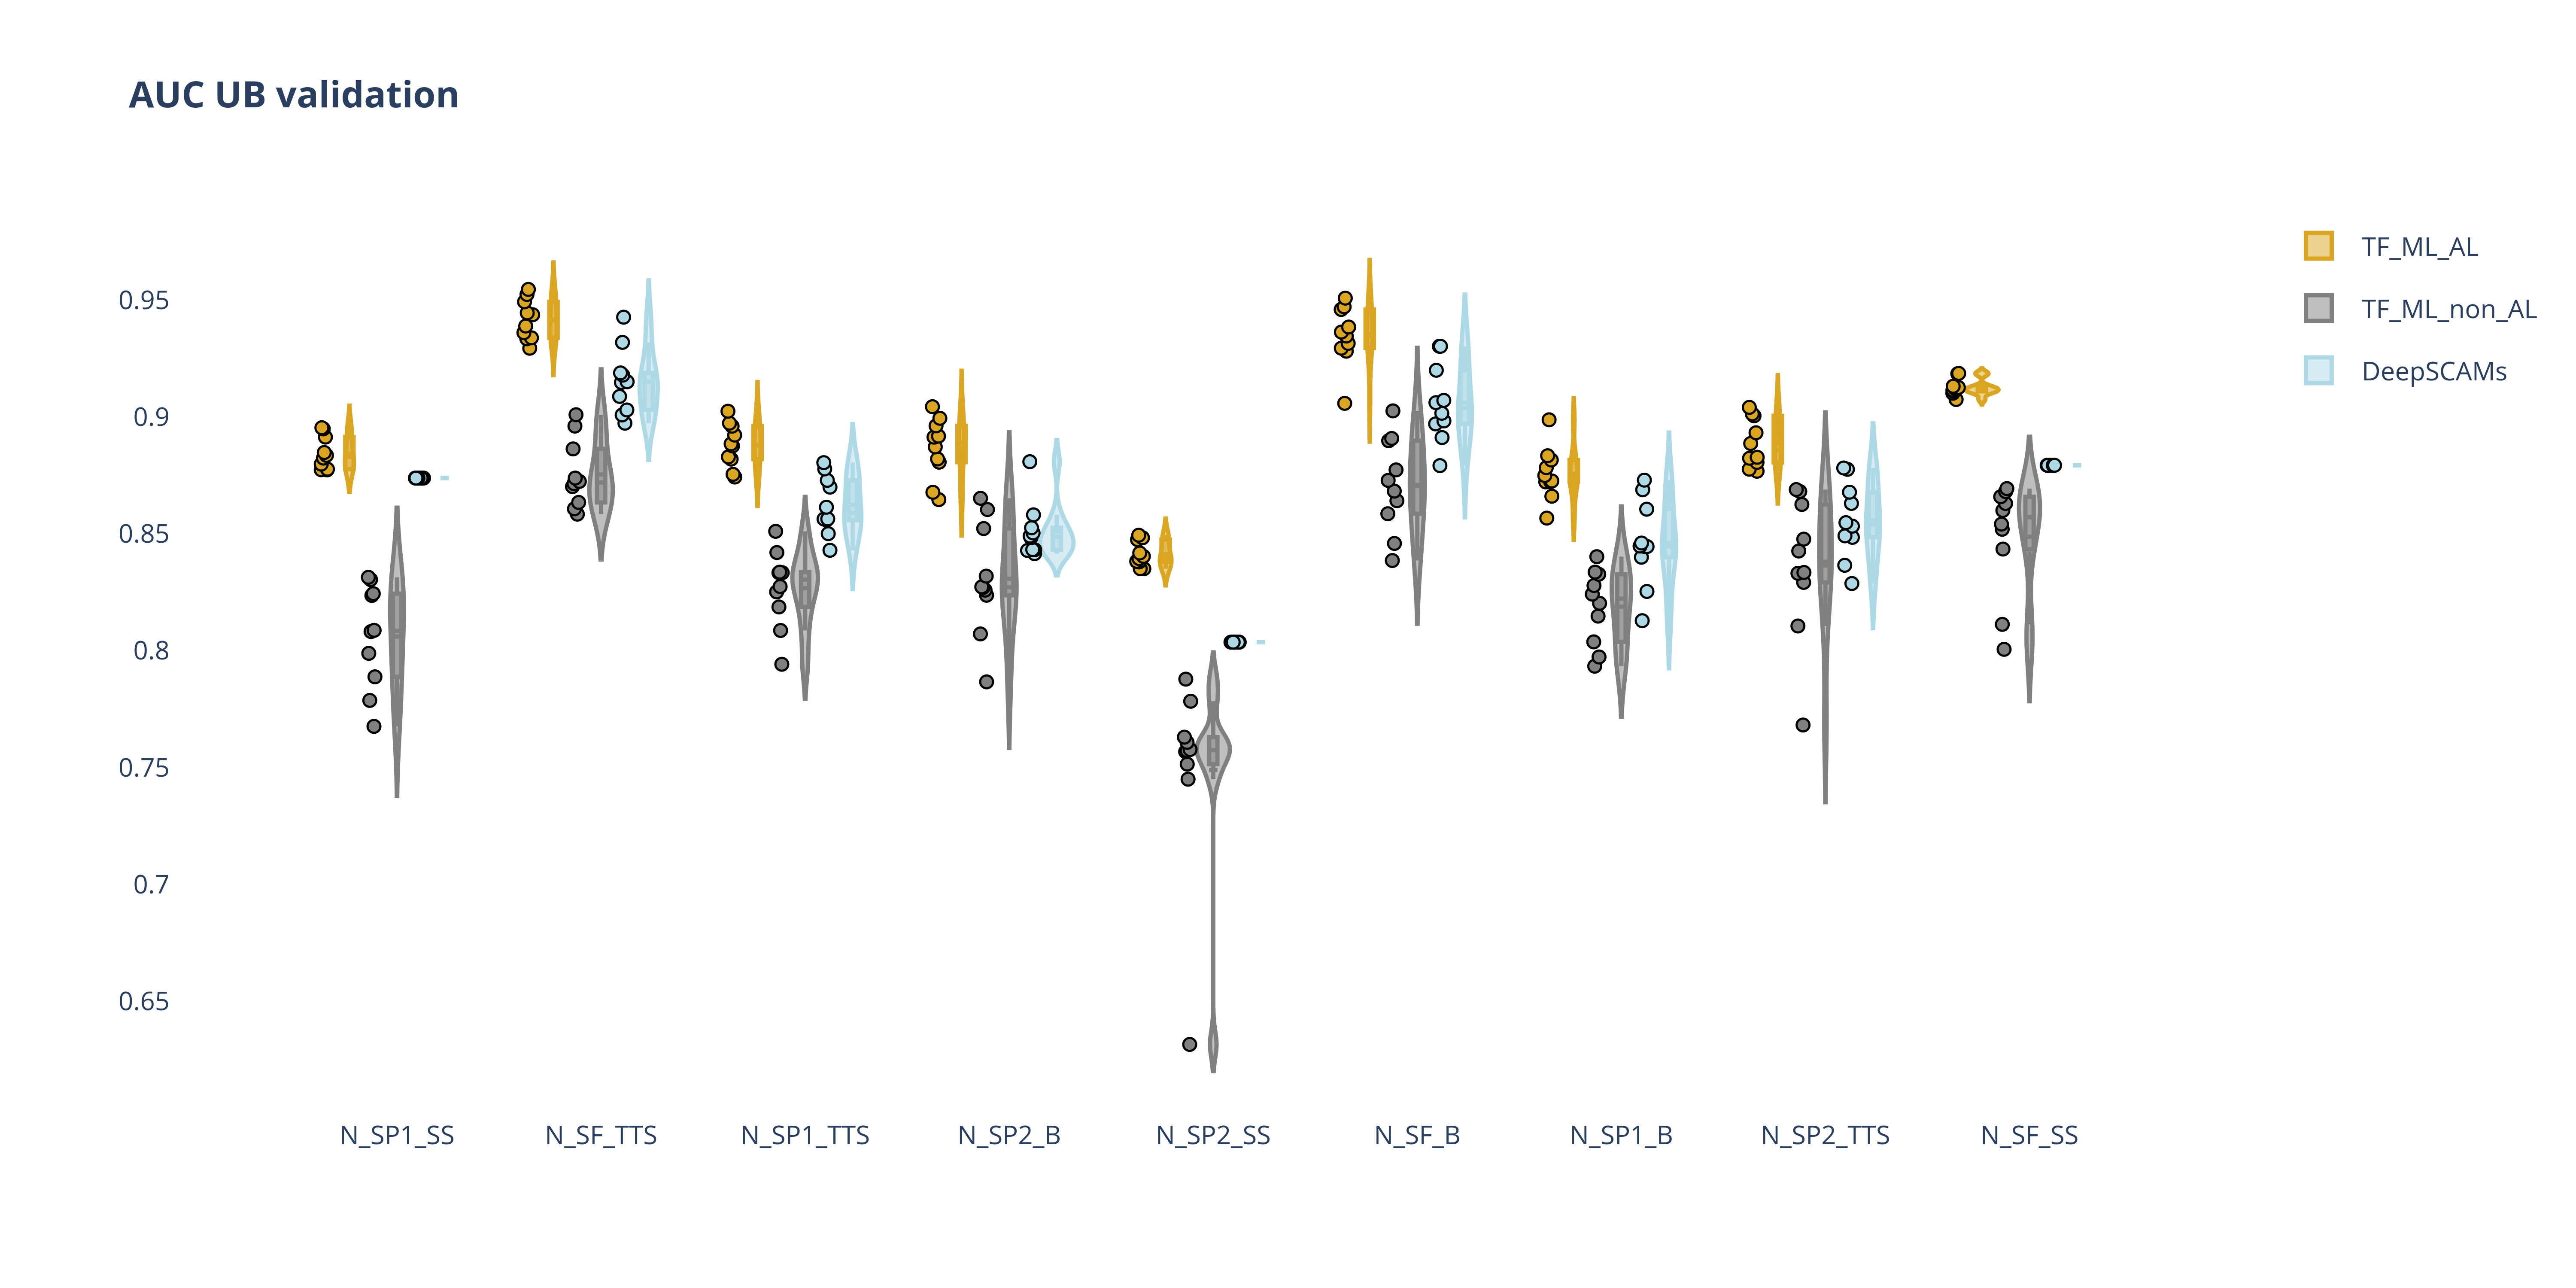 AUC UB validation
TF_ML_AL
TF_ML_non_AL
DeepSCAMs
0.95
0.9
0.85
0.8
0.75
0.7
0.65
N_SP1_SS
N_SF_TTS
N_SP1_TTS
N_SP2_B
N_SP2_SS
N_SF_B
N_SP1_B
N_SP2_TTS
N_SF_SS